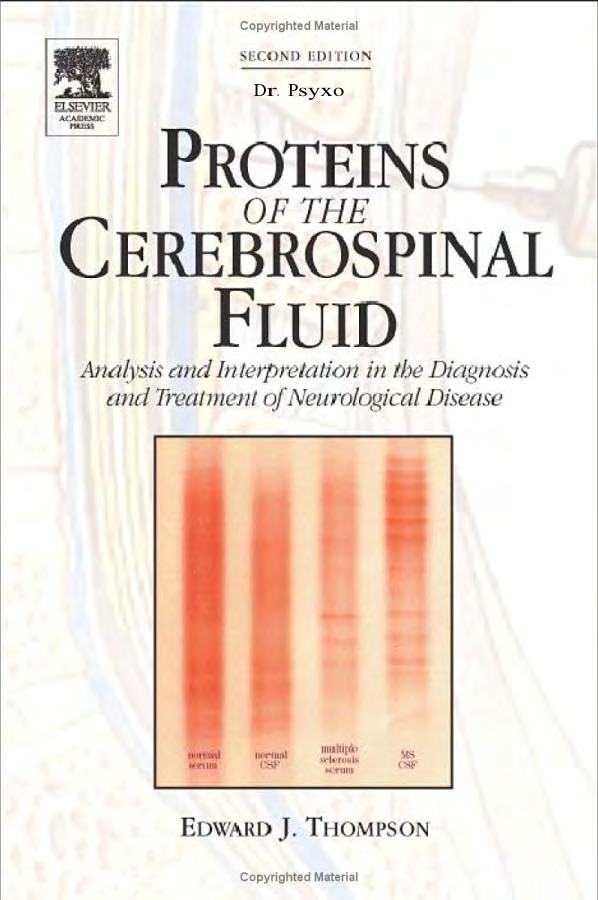 Copyrighted Material
SECOND EDITION
Dr. Psyxo
ELSEVIER
ACADEMIC
PRESS
PROTEINS
OF THE
CEREBROSPINAL
FLUID
Analysis and Interpretation in the Diagnosis
and Treatment of Neurological Disease
normal
serum
normal
CSF
multiple
sclerosis
serum
MS
CSF
EDWARD J. THOMPSON
Copyrighted Material